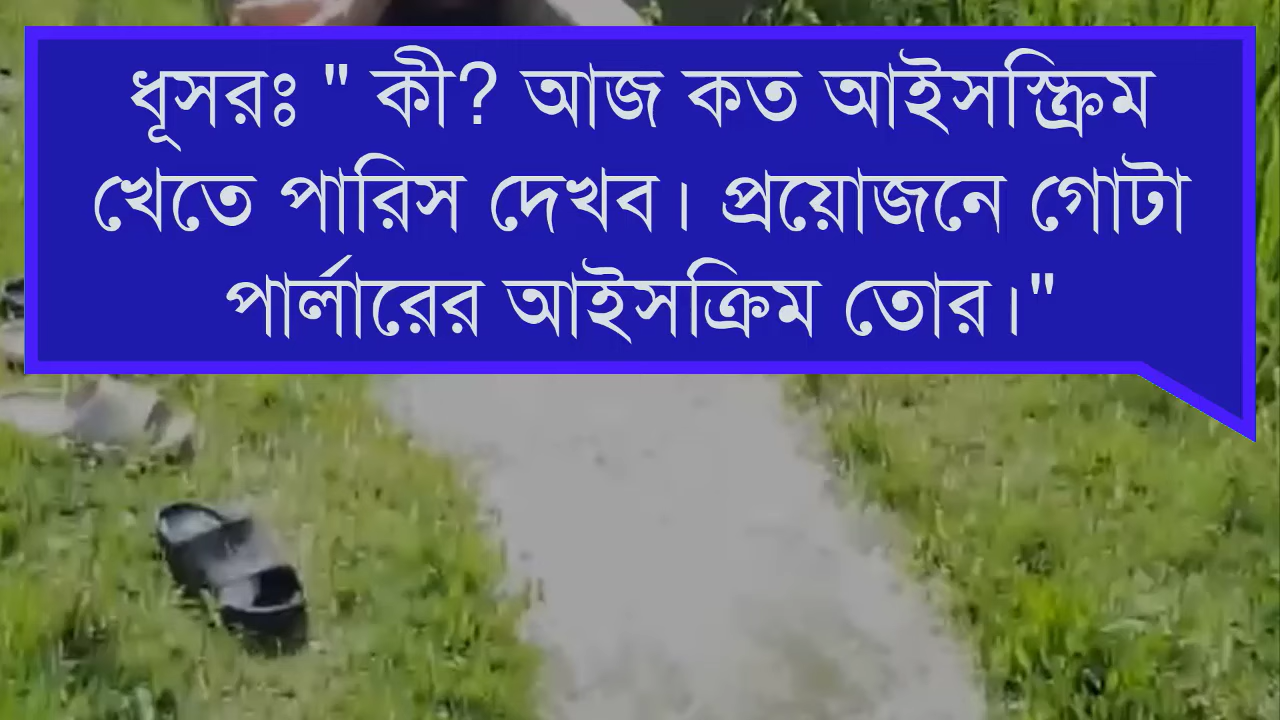 ধূসরঃ " কী? আজ কত আইসস্ক্রিম
খেতে পারিস দেখব। প্রয়োজনে গোটা
পার্লারের আইসক্রিম তোর।"